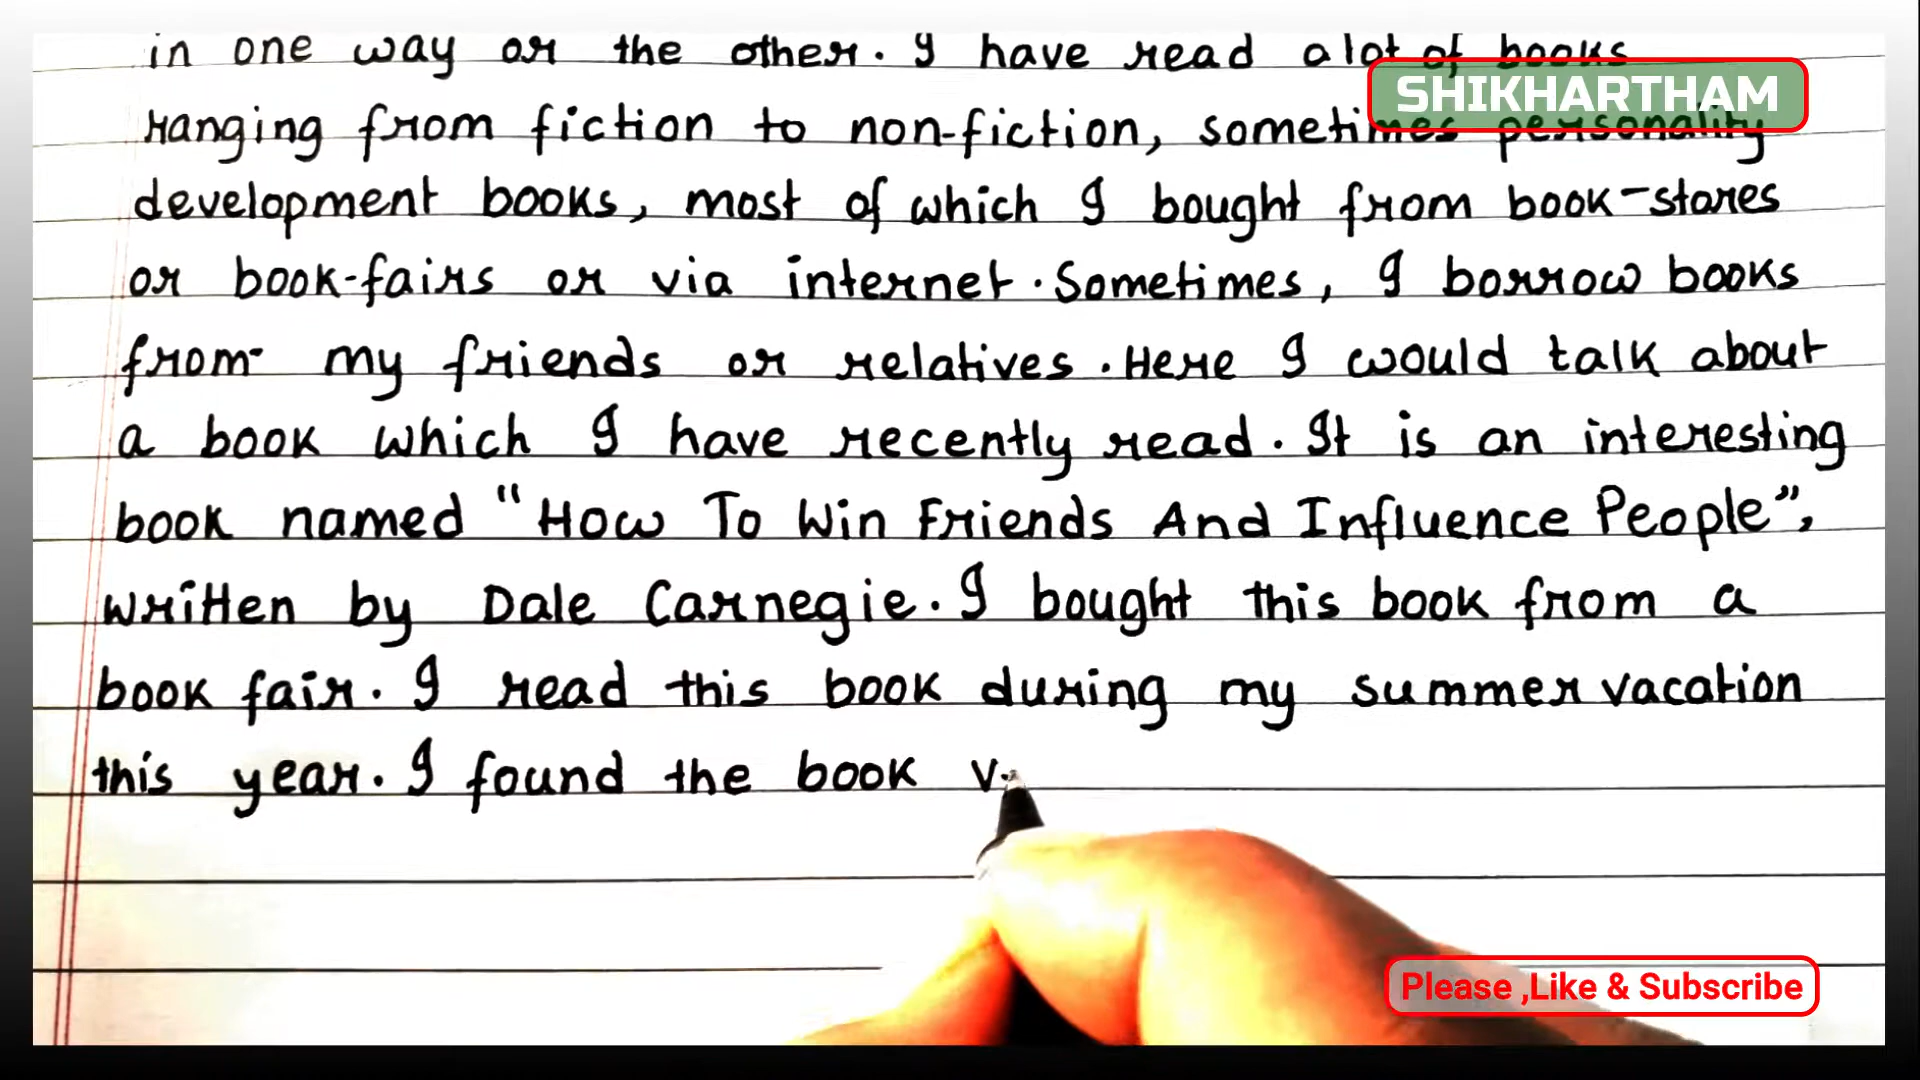 in one way or the other. I have read a lot of books
SHIKHARTHAM
ranging from fiction to non-fiction, sometimes personality
development books, most of which I bought from book-stores
or book-fairs or via internet. Sometimes, I borrow books
from my friends or relatives. Here I would talk about
a book which I have recently read. It is an interesting
book named "How To Win Friends And Influence People",
written by Dale Carnegie. I bought this book from a
book fair. I read this book during my summer vacation
this year. I found the book v
Please ,Like & Subscribe